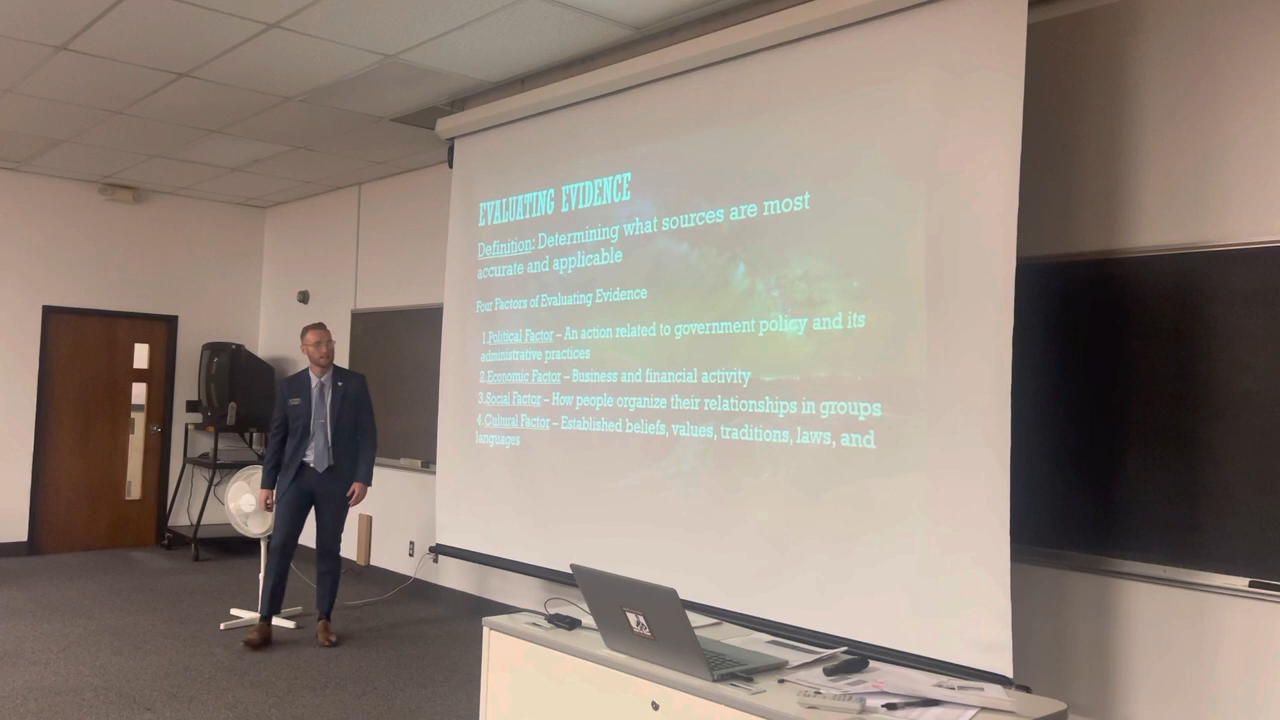 EVALUATING EVIDENCE
Definition: Determining what sources are most
accurate and applicable
Four Factors of Evaluating Evidence
1.Political Factor – An action related to government policy and its
administrative practices
2.Economic Factor – Business and financial activity
3.Social Factor – How people organize their relationships in groups
4.Cultural Factor – Established beliefs, values, traditions, laws, and
languages